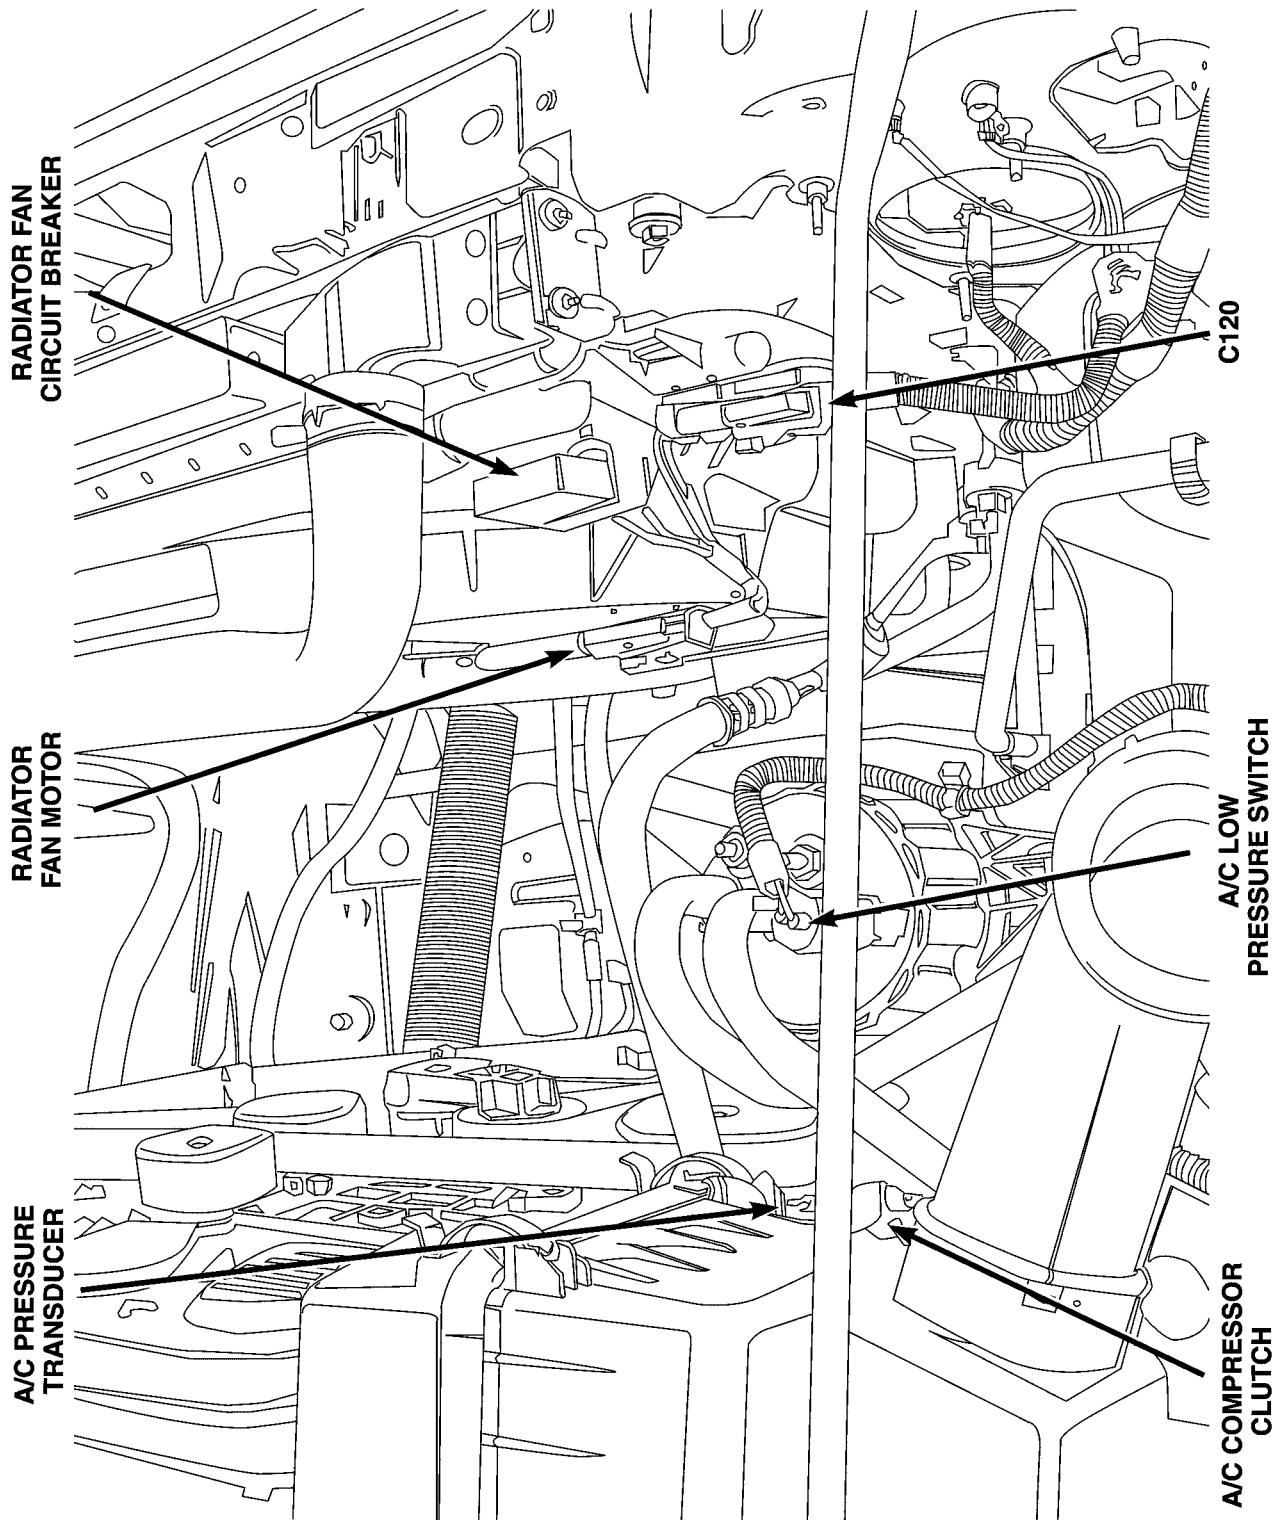 RADIATOR FAN
CIRCUIT BREAKER
RADIATOR
FAN MOTOR
A/C PRESSURE
TRANSDUCER
C120
A/C LOW
PRESSURE SWITCH
A/C COMPRESSOR
CLUTCH